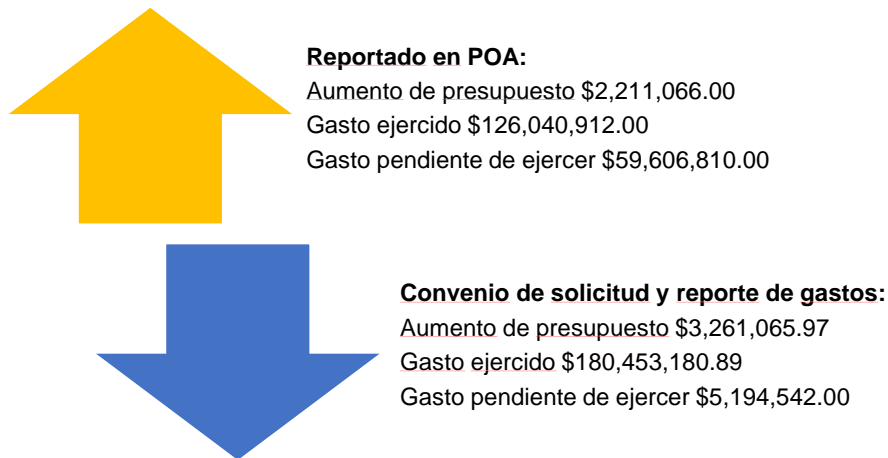 Reportado en POA:
Aumento de presupuesto $2,211,066.00
Gasto ejercido $126,040,912.00
Gasto pendiente de ejercer $59,606,810.00
Convenio de solicitud y reporte de gastos:
Aumento de presupuesto $3,261,065.97
Gasto ejercido $180,453,180.89
Gasto pendiente de ejercer $5,194,542.00